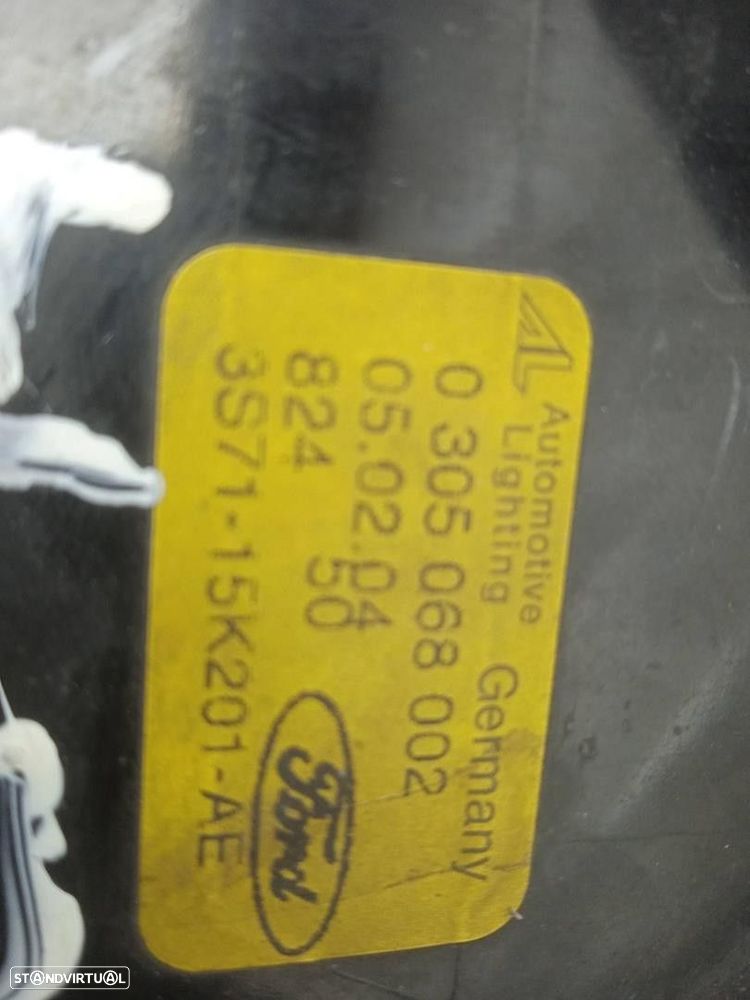 AL Automotive
Lighting Germany
0 305 068 002
05.02.04
824 50
3S71-15K201-AE
Ford
STANDVIRTUAL